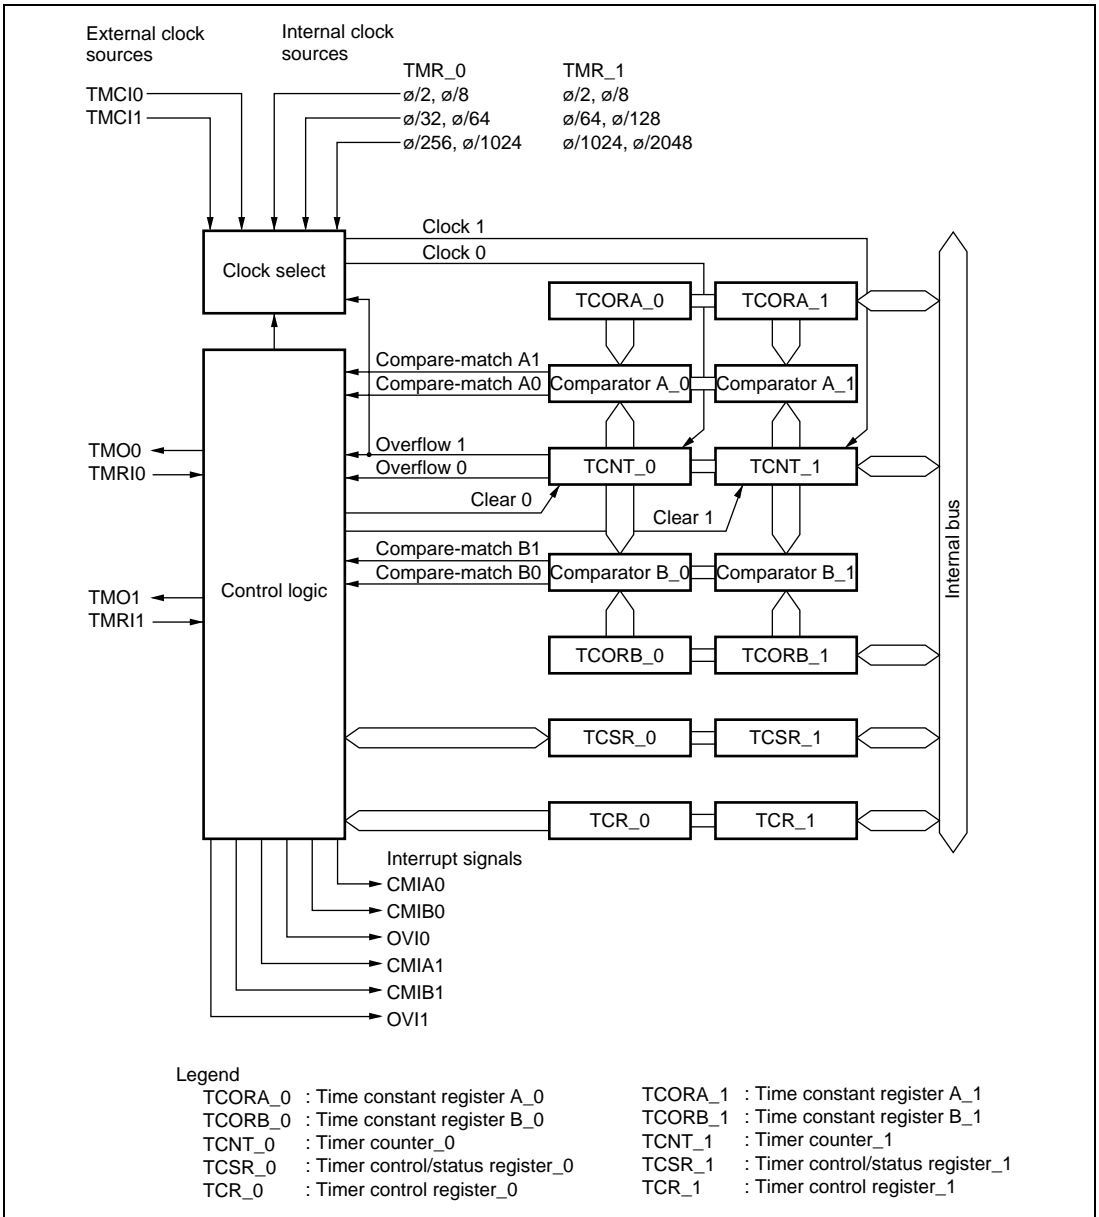 External clock
sources
Internal clock
sources
TMR_0
TMR_1
TMCI0
ø/2, ø/8
ø/2, ø/8
TMCI1
ø/32, ø/64
ø/64, ø/128
ø/256, ø/1024
ø/1024, ø/2048
Clock 1
Clock 0
Clock select
TCORA_0
TCORA_1
Compare-match A1
Compare-match A0
Comparator A_0
Comparator A_1
TMO0
TMRI0
Overflow 1
Overflow 0
TCNT_0
TCNT_1
Clear 0
Clear 1
Internal bus
Compare-match B1
Compare-match B0
Comparator B_0
Comparator B_1
Control logic
TMO1
TMRI1
TCORB_0
TCORB_1
TCSR_0
TCSR_1
TCR_0
TCR_1
Interrupt signals
CMIA0
CMIB0
OVI0
CMIA1
CMIB1
OVI1
Legend
TCORA_0 : Time constant register A_0
TCORB_0 : Time constant register B_0
TCNT_0 : Timer counter_0
TCSR_0 : Timer control/status register_0
TCR_0 : Timer control register_0
TCORA_1 : Time constant register A_1
TCORB_1 : Time constant register B_1
TCNT_1 : Timer counter_1
TCSR_1 : Timer control/status register_1
TCR_1 : Timer control register_1